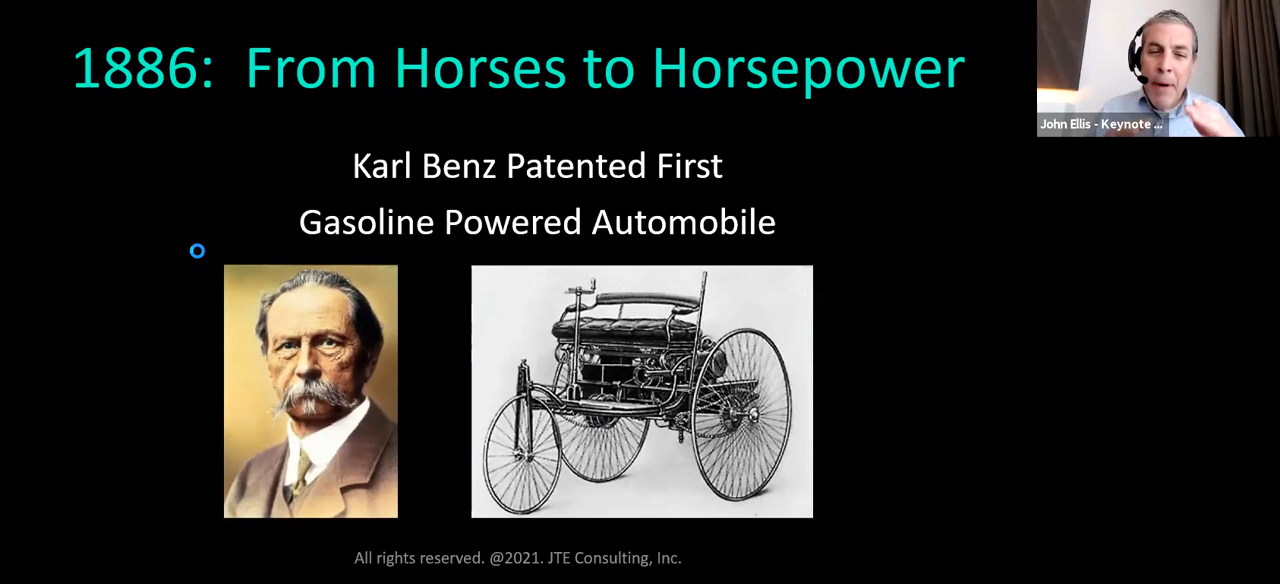 1886:  From Horses to Horsepower
John Ellis - Keynote ...
Karl Benz Patented First
Gasoline Powered Automobile
All rights reserved. @2021. JTE Consulting, Inc.